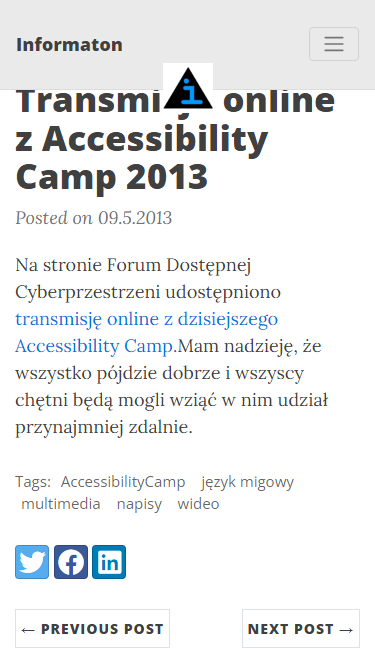 Informaton
Transmi online
z Accessibility
Camp 2013
Posted on 09.5.2013
Na stronie Forum Dostępnej
Cyberprzestrzeni udostępniono
transmisję online z dzisiejszego
Accessibility Camp.Mam nadzieję, że
wszystko pójdzie dobrze i wszyscy
chętni będą mogli wziąć w nim udział
przynajmniej zdalnie.
Tags: AccessibilityCamp język migowy
multimedia napisy wideo
← PREVIOUS POST
NEXT POST →